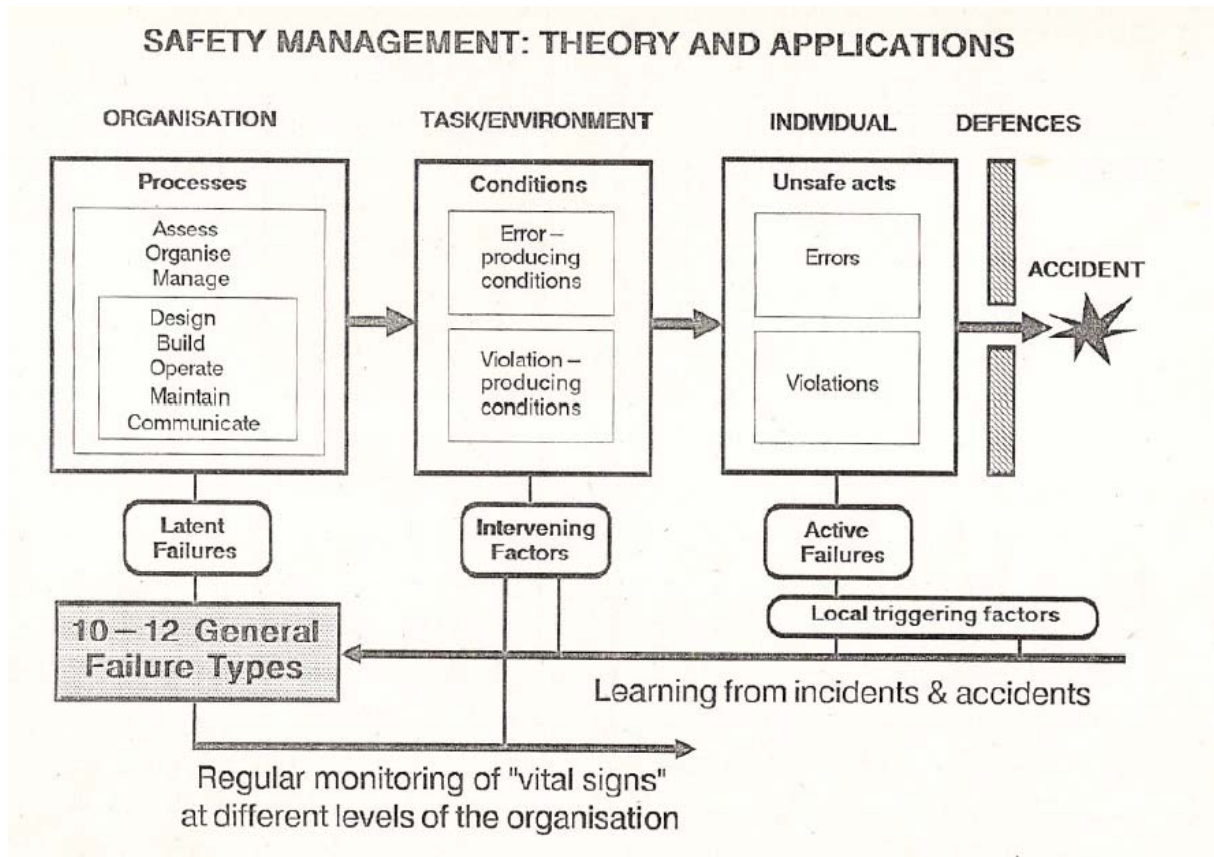 SAFETY MANAGEMENT: THEORY AND APPLICATIONS
ORGANISATION
TASK/ENVIRONMENT
INDIVIDUAL
DEFENCES
Processes
Assess
Organise
Manage
Design
Build
Operate
Maintain
Communicate
Conditions
Error –
producing
conditions
Violation –
producing
conditions
Unsafe acts
Errors
Violations
ACCIDENT
Latent
Failures
Intervening
Factors
Active
Failures
Local triggering factors
10 – 12 General
Failure Types
Learning from incidents & accidents
Regular monitoring of "vital signs"
at different levels of the organisation